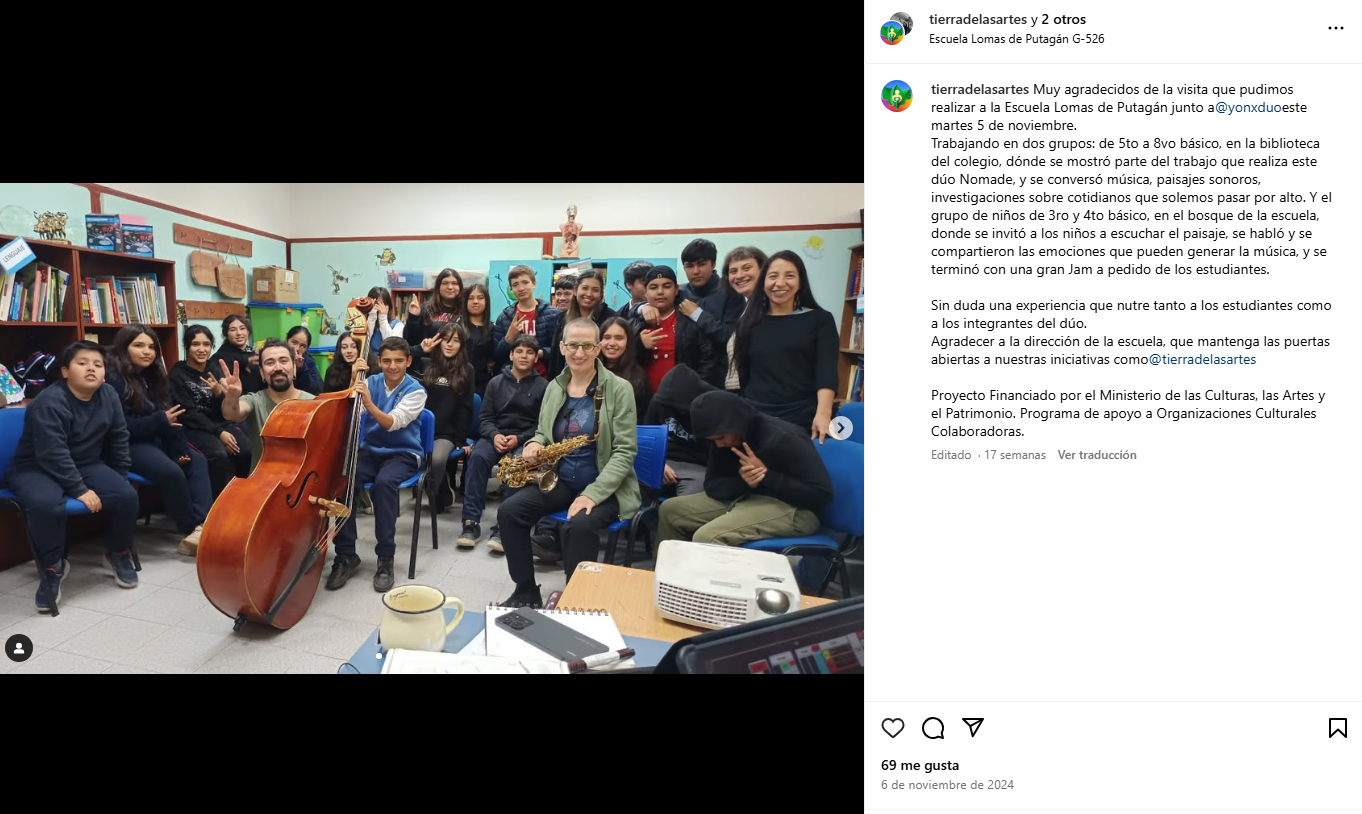 tierradelasartes y 2 otros
Escuela Lomas de Putagán G-526
tierradelasartes Muy agradecidos de la visita que pudimos
realizar a la Escuela Lomas de Putagán junto a@yonxduoeste
martes 5 de noviembre.
Trabajando en dos grupos: de 5to a 8vo básico, en la biblioteca
del colegio, dónde se mostró parte del trabajo que realiza este
dúo Nomade, y se conversó música, paisajes sonoros,
investigaciones sobre cotidianos que solemos pasar por alto. Y el
grupo de niños de 3ro y 4to básico, en el bosque de la escuela,
donde se invitó a los niños a escuchar el paisaje, se habló y se
compartieron las emociones que pueden generar la música, y se
terminó con una gran Jam a pedido de los estudiantes.
Sin duda una experiencia que nutre tanto a los estudiantes como
a los integrantes del dúo.
Agradecer a la dirección de la escuela, que mantenga las puertas
abiertas a nuestras iniciativas como@tierradelasartes
Proyecto Financiado por el Ministerio de las Culturas, las Artes y
el Patrimonio. Programa de apoyo a Organizaciones Culturales
Colaboradoras.
Editado · 17 semanas Ver traducción
LENGUAJE
69 me gusta
6 de noviembre de 2024